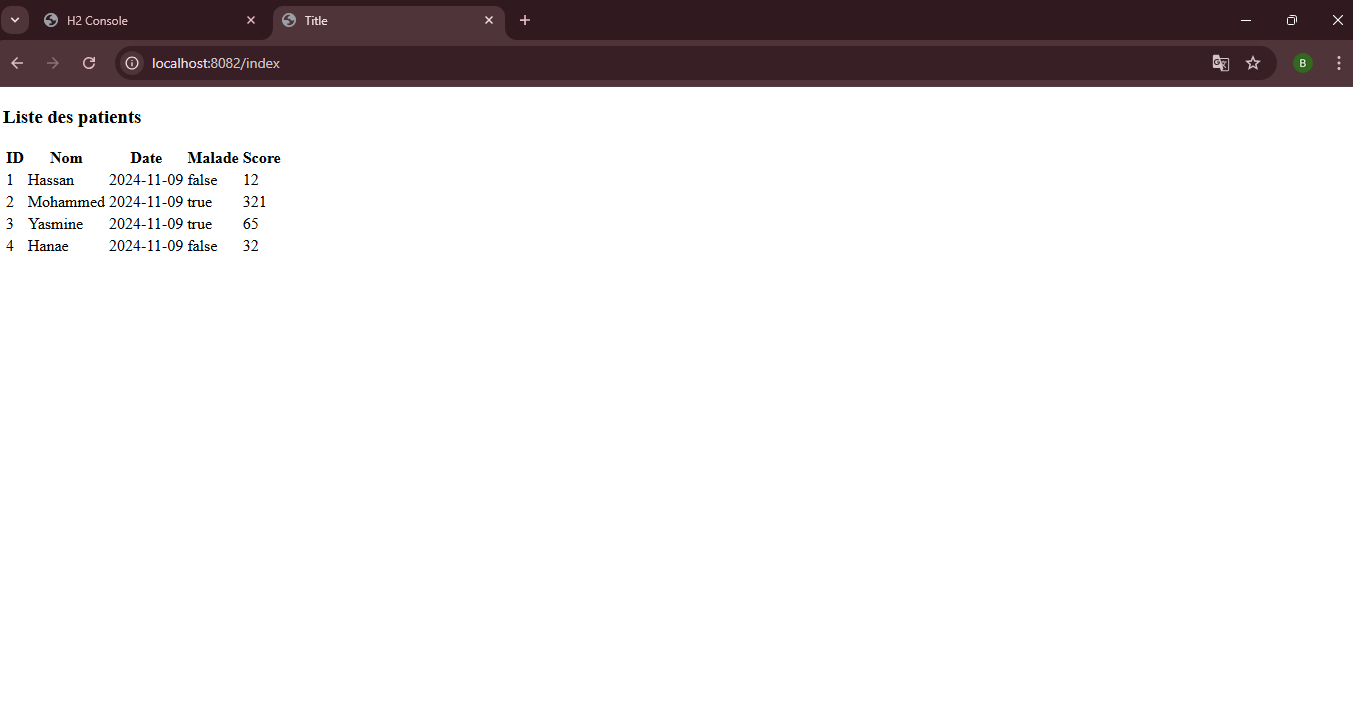 H2 Console
Title
localhost:8082/index
B
Liste des patients
ID Nom Date Malade Score
1 Hassan 2024-11-09 false 12
2 Mohammed 2024-11-09 true 321
3 Yasmine 2024-11-09 true 65
4 Hanae 2024-11-09 false 32